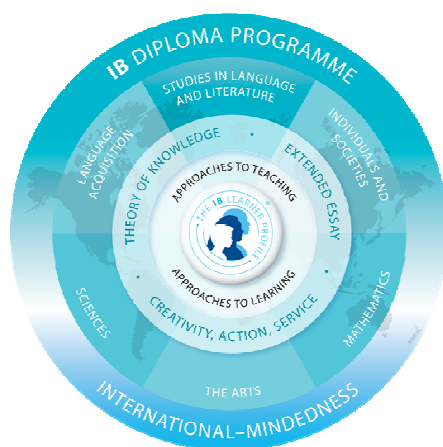 IB DIPLOMA PROGRAMME
STUDIES IN LANGUAGE
AND LITERATURE
LANGUAGE
ACQUISITION
INDIVIDUALS AND
SOCIETIES
THEORY OF KNOWLEDGE
EXTENDED ESSAY
APPROACHES TO TEACHING
THE IB LEARNER PROFILE
®
APPROACHES TO LEARNING
CREATIVITY, ACTION, SERVICE
SCIENCES
MATHEMATICS
THE ARTS
INTERNATIONAL-MINDEDNESS